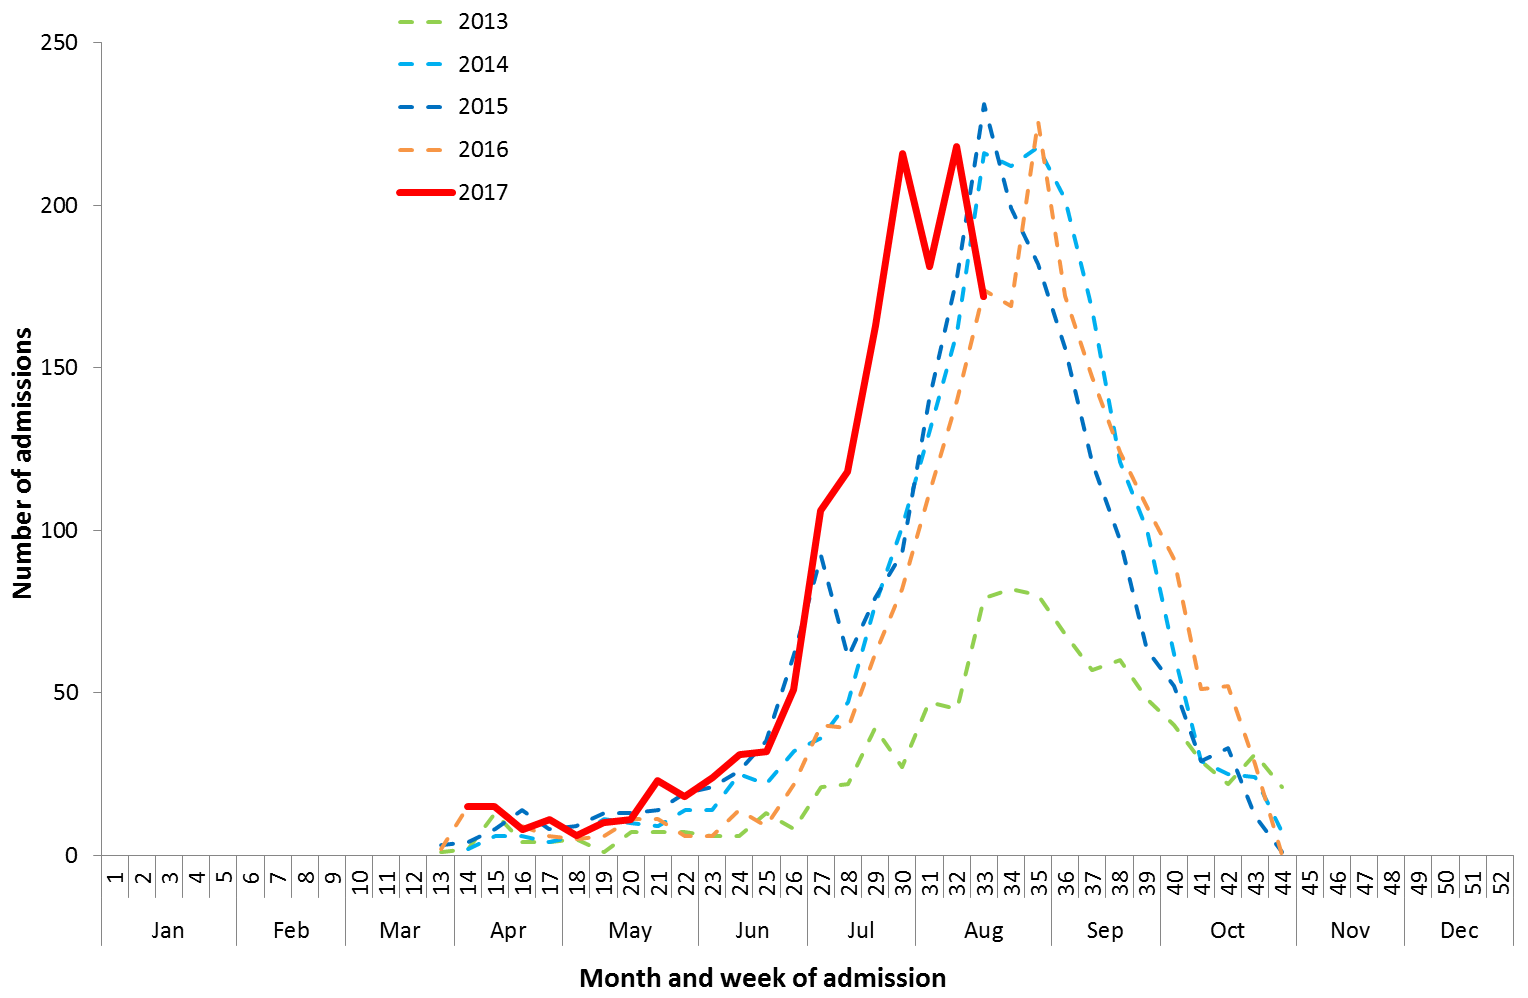 2013
2014
2015
2016
2017
250
200
150
100
50
0
Number of admissions
1 2 3 4 5 6 7 8 9 10 11 12 13 14 15 16 17 18 19 20 21 22 23 24 25 26 27 28 29 30 31 32 33 34 35 36 37 38 39 40 41 42 43 44 45 46 47 48 49 50 51 52
Jan Feb Mar Apr May Jun Jul Aug Sep Oct Nov Dec
Month and week of admission